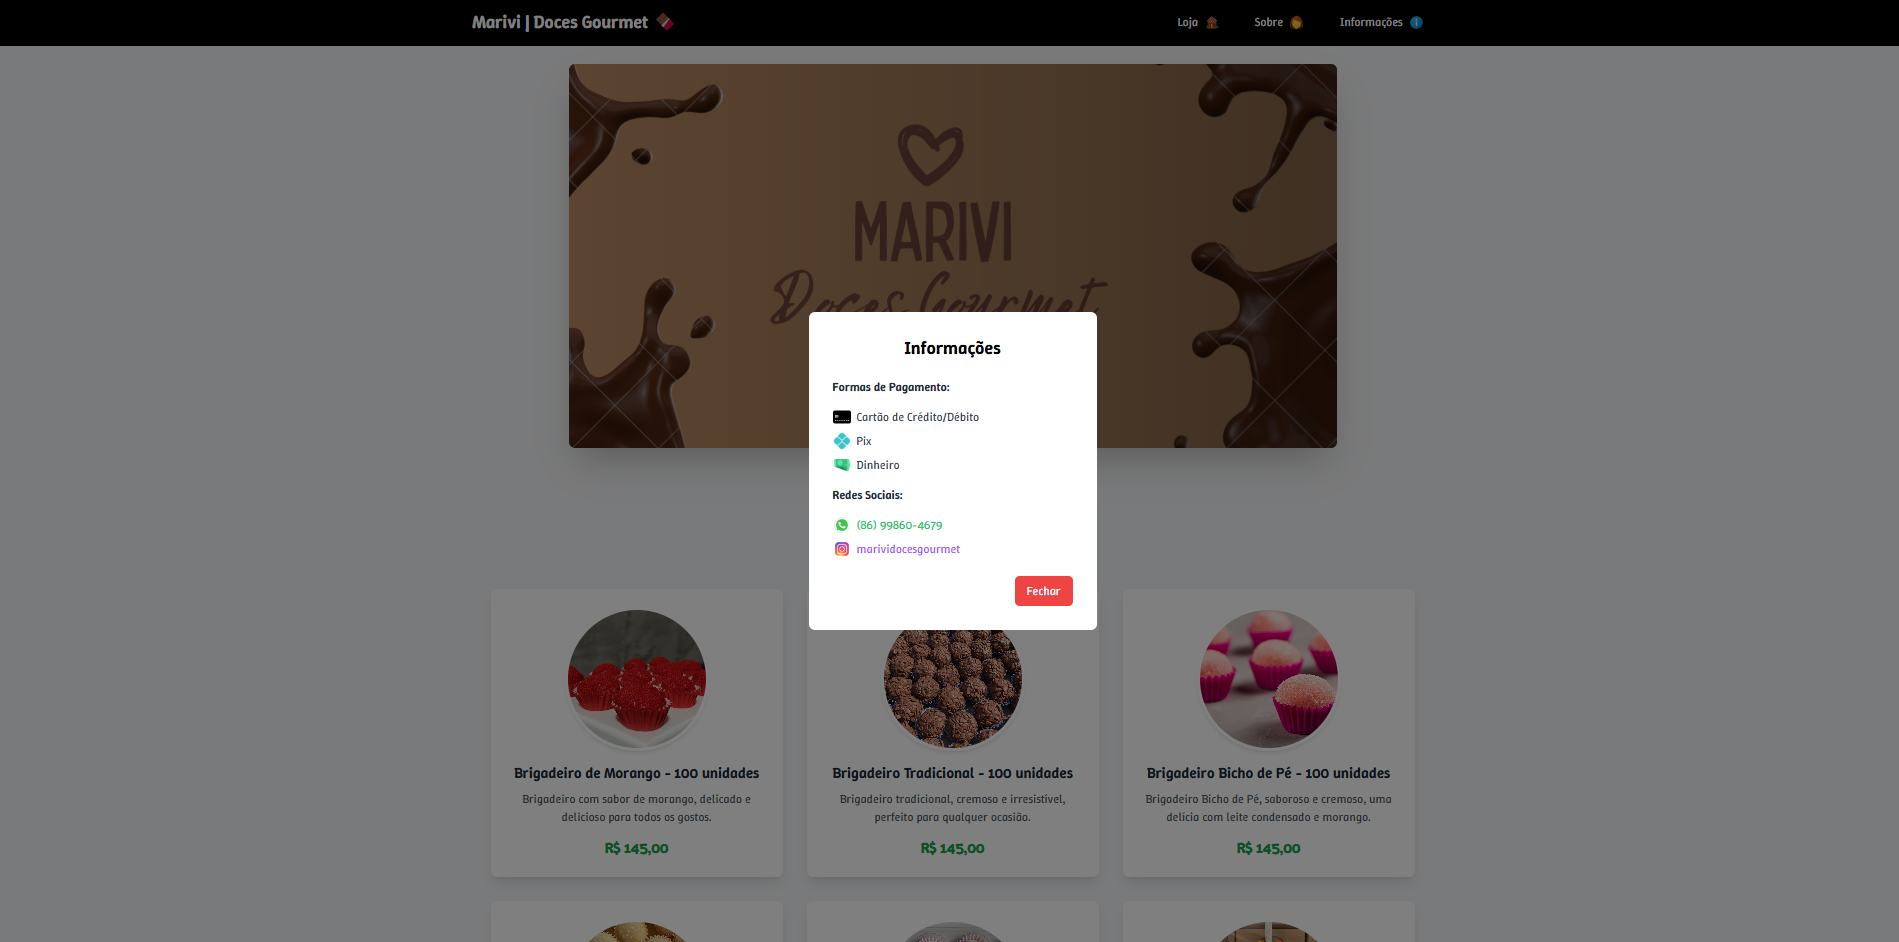 Marivi | Doces Gourmet
Loja
Sobre
Informações
MARIVI
Doces Gourmet
Informações
Formas de Pagamento:
Cartão de Crédito/Débito
Pix
Dinheiro
Redes Sociais:
(86) 99860-4679
marividocesgourmet
Fechar
Brigadeiro de Morango - 100 unidades
Brigadeiro com sabor de morango, delicado e
delicioso para todos os gostos.
R$ 145,00
Brigadeiro Tradicional - 100 unidades
Brigadeiro tradicional, cremoso e irresistível,
perfeito para qualquer ocasião.
R$ 145,00
Brigadeiro Bicho de Pé - 100 unidades
Brigadeiro Bicho de Pé, saboroso e cremoso, uma
delícia com leite condensado e morango.
R$ 145,00